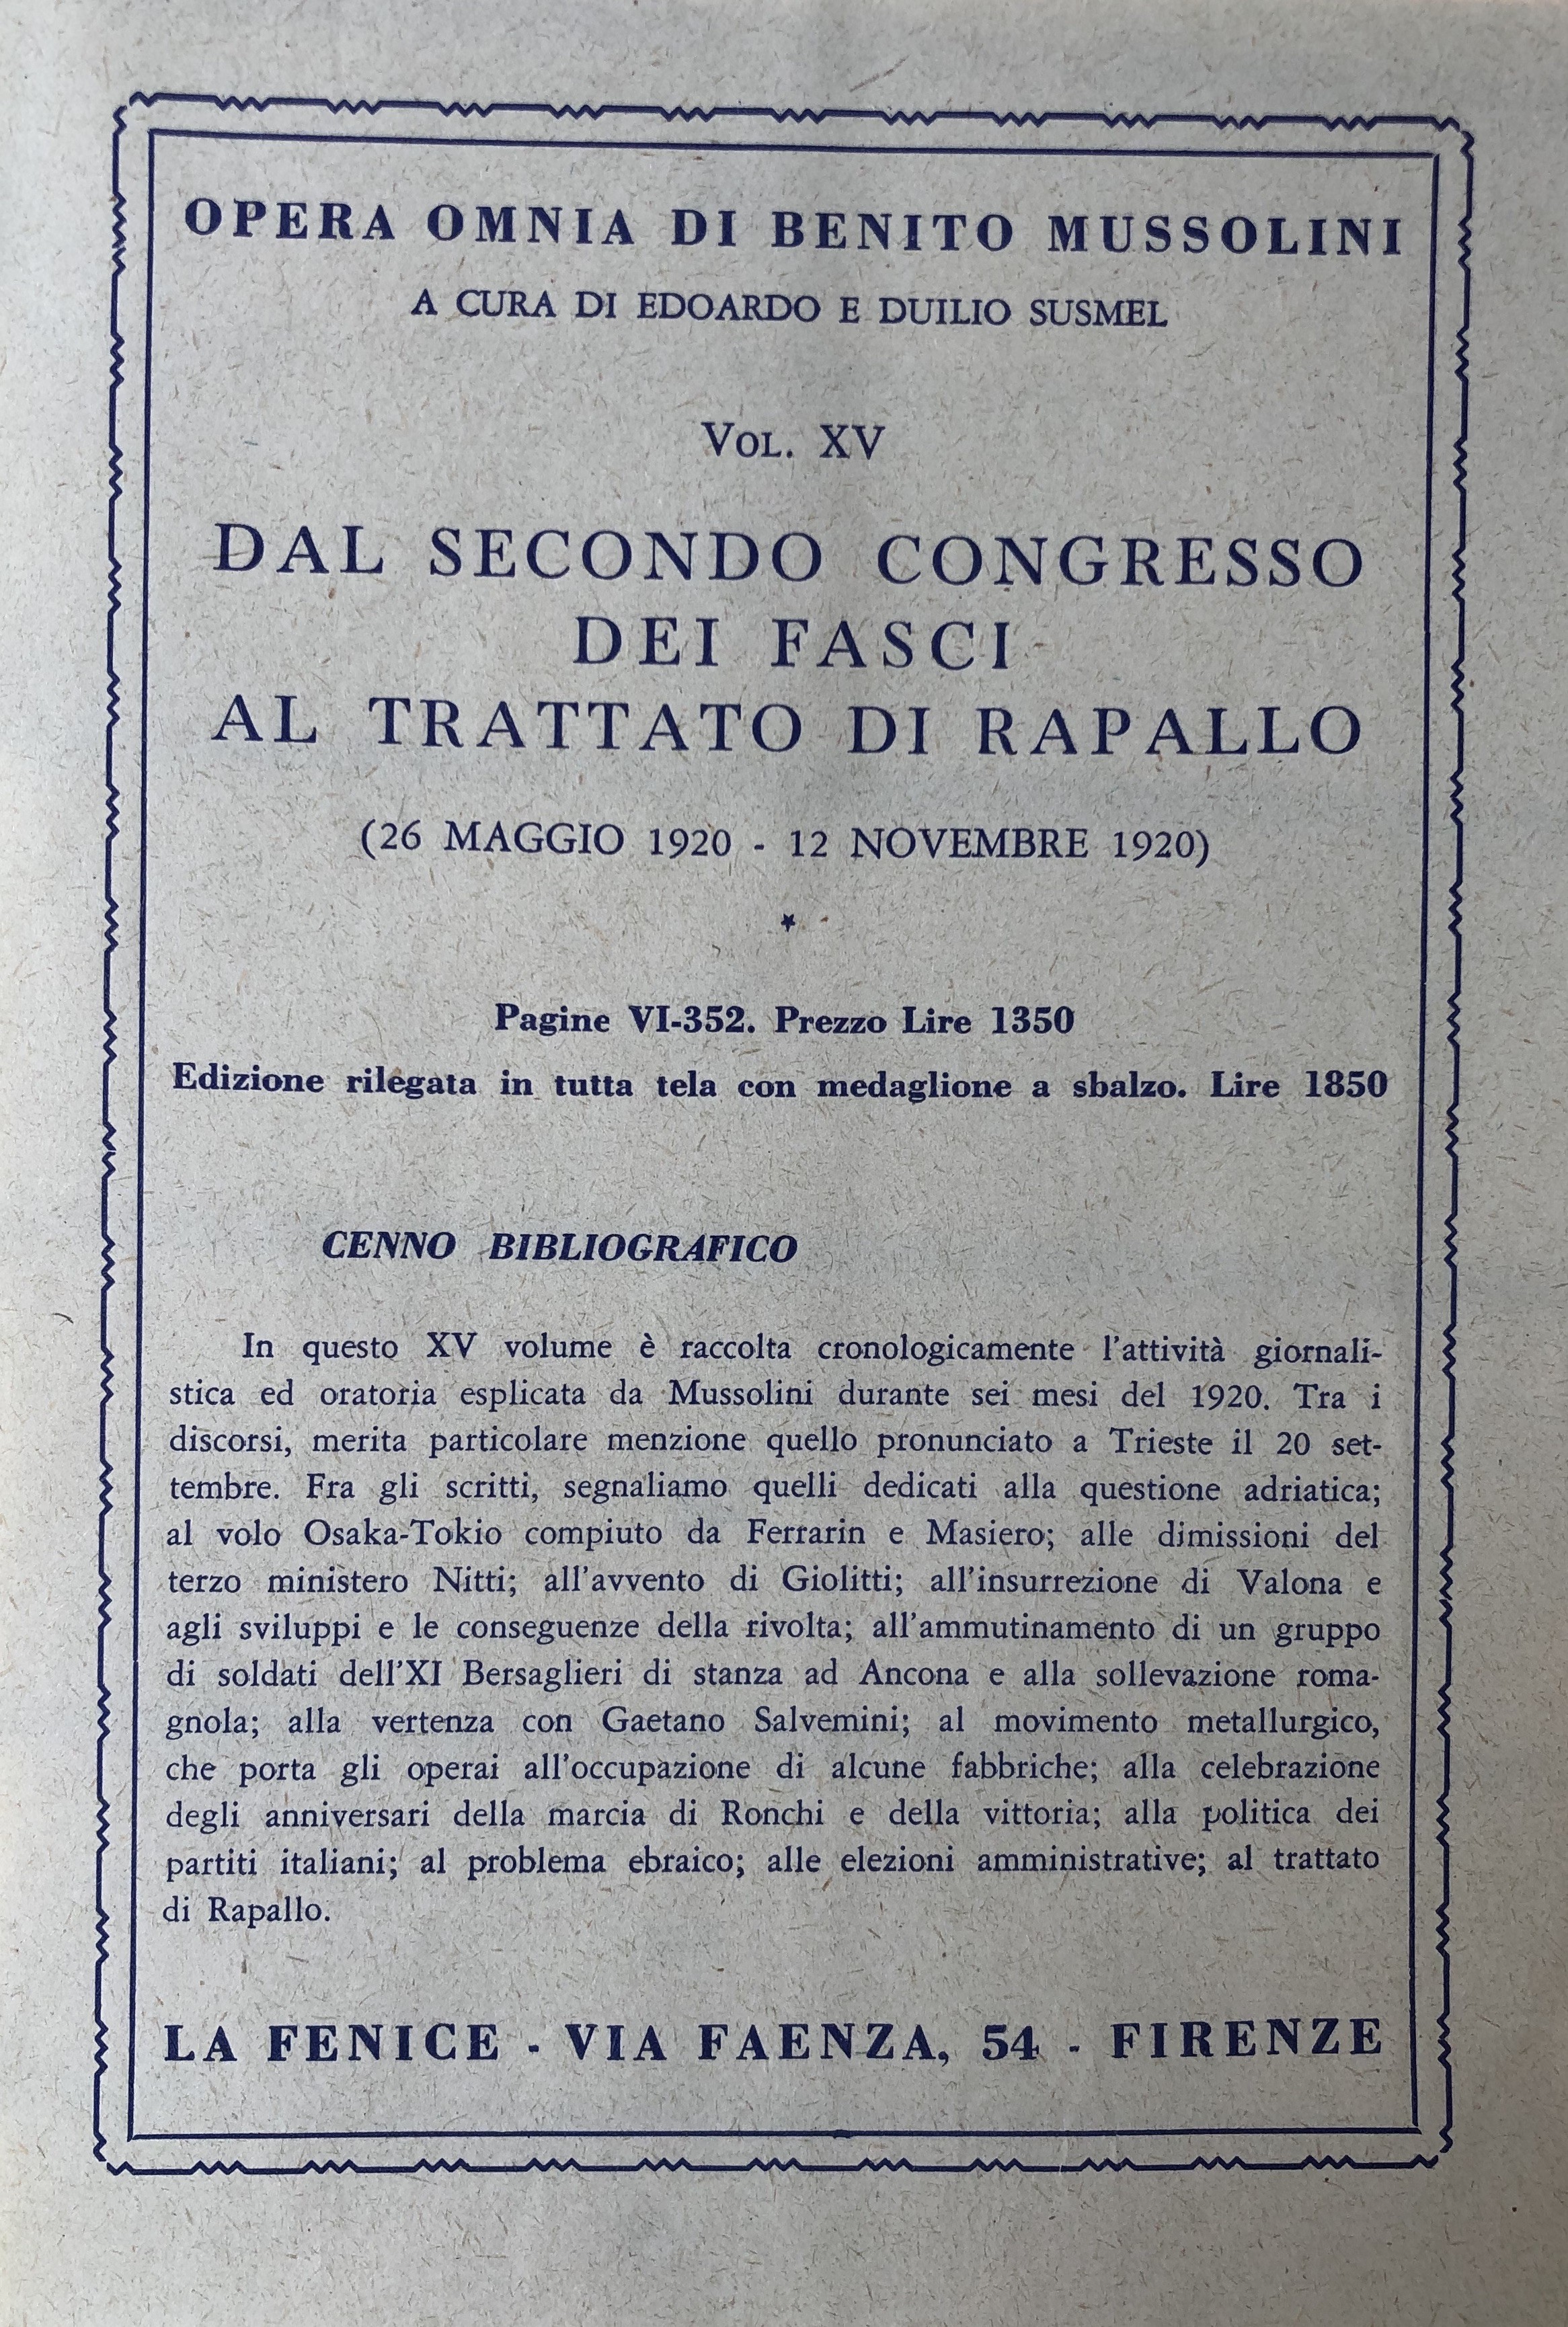 OPERA OMNIA DI BENITO MUSSOLINI
A CURA DI EDOARDO E DUILIO SUSMEL
VOL. XV
DAL SECONDO CONGRESSO
DEI FASCI
AL TRATTATO DI RAPALLO
(26 MAGGIO 1920 - 12 NOVEMBRE 1920)
★
Pagine VI-352. Prezzo Lire 1350
Edizione rilegata in tutta tela con medaglione a sbalzo. Lire 1850
CENNO BIBLIOGRAFICO
In questo XV volume è raccolta cronologicamente l'attività giornali-
stica ed oratoria esplicata da Mussolini durante sei mesi del 1920. Tra i
discorsi, merita particolare menzione quello pronunciato a Trieste il 20 set-
tembre. Fra gli scritti, segnaliamo quelli dedicati alla questione adriatica;
al volo Osaka-Tokio compiuto da Ferrarin e Masiero; alle dimissioni del
terzo ministero Nitti; all'avvento di Giolitti; all'insurrezione di Valona e
agli sviluppi e le conseguenze della rivolta; all'ammutinamento di un gruppo
di soldati dell'XI Bersaglieri di stanza ad Ancona e alla sollevazione roma-
gnola; alla vertenza con Gaetano Salvemini; al movimento metallurgico,
che porta gli operai all'occupazione di alcune fabbriche; alla celebrazione
degli anniversari della marcia di Ronchi e della vittoria; alla politica dei
partiti italiani; al problema ebraico; alle elezioni amministrative; al trattato
di Rapallo.
LA FENICE - VIA FAENZA, 54 - FIRENZE